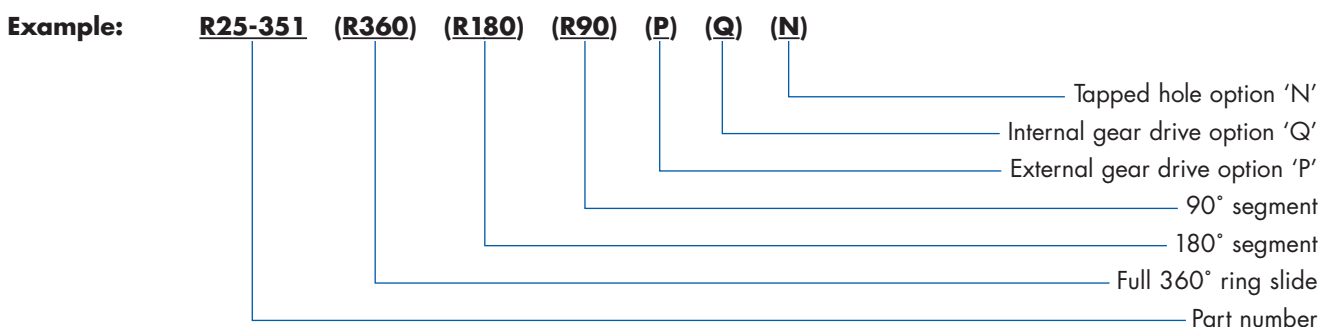 Example: R25-351 (R360) (R180) (R90) (P) (Q) (N)
Tapped hole option ‘N’
Internal gear drive option ‘Q’
External gear drive option ‘P’
90˚ segment
180˚ segment
Full 360˚ ring slide
Part number